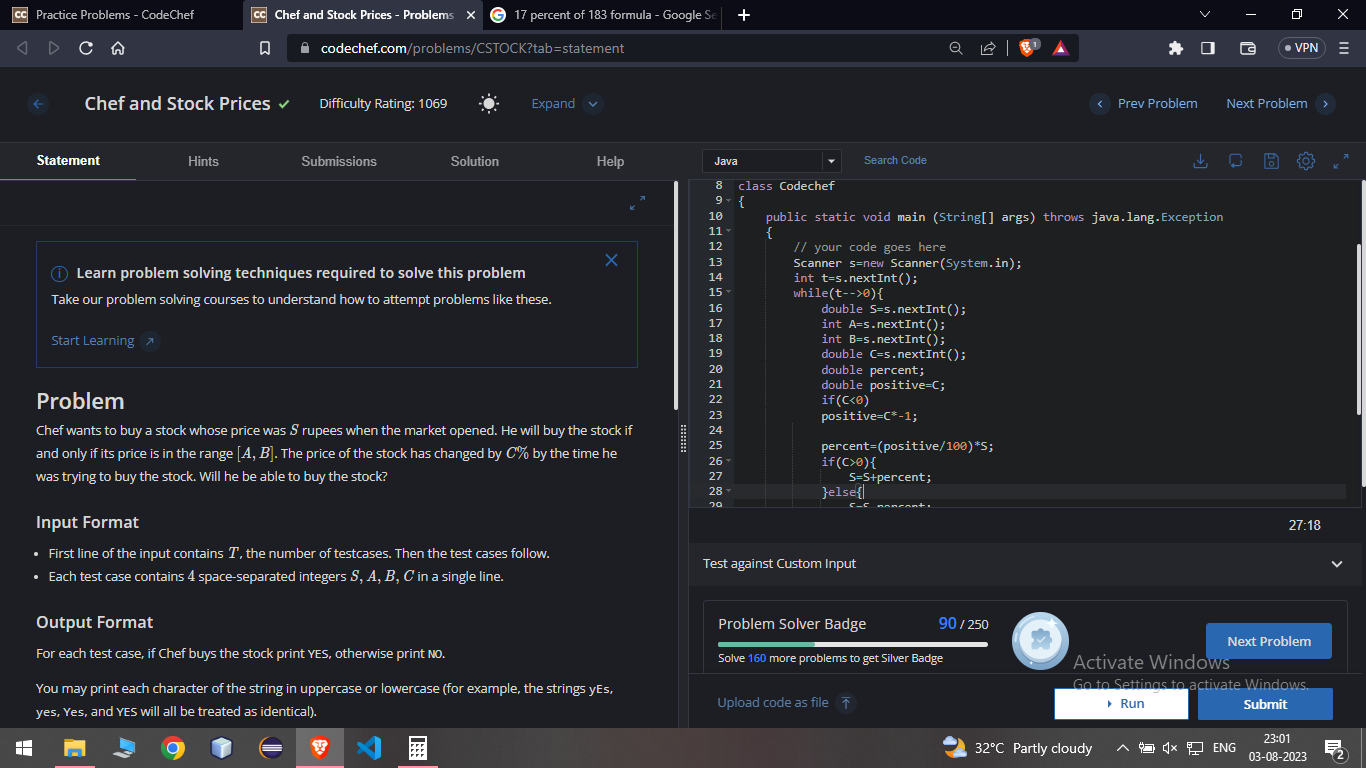 Practice Problems - CodeChef
Chef and Stock Prices - Problems
17 percent of 183 formula - Google Se
codechef.com/problems/CSTOCK?tab=statement
1
VPN
Chef and Stock Prices
Difficulty Rating: 1069
Expand
Prev Problem
Next Problem
Statement
Hints
Submissions
Solution
Help
Learn problem solving techniques required to solve this problem
Take our problem solving courses to understand how to attempt problems like these.
Start Learning
Problem
Chef wants to buy a stock whose price was S rupees when the market opened. He will buy the stock if
and only if its price is in the range [A, B]. The price of the stock has changed by C% by the time he
was trying to buy the stock. Will he be able to buy the stock?
Input Format
• First line of the input contains T, the number of testcases. Then the test cases follow.
• Each test case contains 4 space-separated integers S, A, B, C in a single line.
Output Format
For each test case, if Chef buys the stock print YES, otherwise print NO.
You may print each character of the string in uppercase or lowercase (for example, the strings yEs,
yes, Yes, and YES will all be treated as identical).
Java
Search Code
8 class Codechef
9 {
10 public static void main (String[] args) throws java.lang.Exception
11 {
12 // your code goes here
13 Scanner s=new Scanner(System.in);
14 int t=s.nextInt();
15 while(t-->0){
16 double S=s.nextInt();
17 int A=s.nextInt();
18 int B=s.nextInt();
19 double C=s.nextInt();
20 double percent;
21 double positive=C;
22 if(C<0)
23 positive=C*-1;
24
25 percent=(positive/100)*S;
26 if(C>0){
27 S=S+percent;
28 }else{
29 S=S-percent;
27:18
Test against Custom Input
Problem Solver Badge
90 / 250
Solve 160 more problems to get Silver Badge
Next Problem
Activate Windows
Go to Settings to activate Windows.
Upload code as file
Run
Submit
32°C Partly cloudy
ENG
23:01
03-08-2023
2